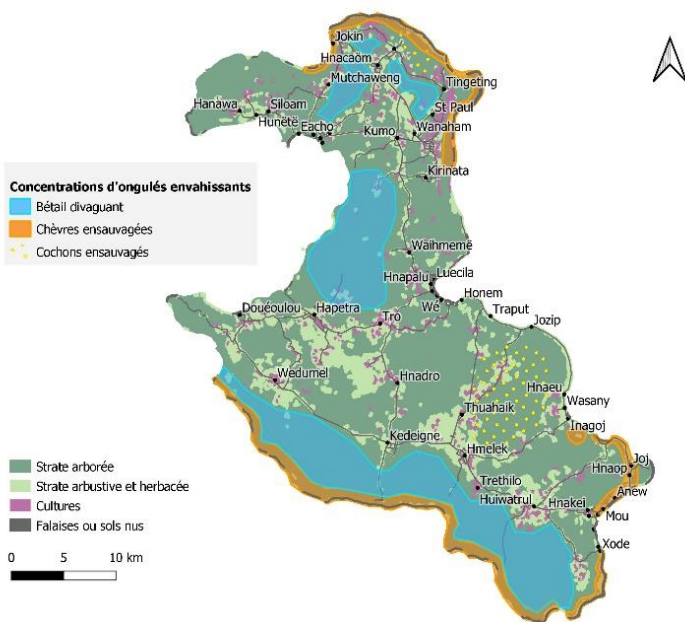 Jokin
Hnacaöm
Mutchaweng
Tingeting
Hanawa
Siloam
Hunëtë
Eacho
St Paul
Kumo
Wanaham
Kirinata
Concentrations d'ongulés envahissants
Bétail divaguant
Chèvres ensauvagées
Cochons ensauvagés
Waihmemë
Hnapalu
Luecila
Wé
Honem
Douéoulou
Hapetra
Trö
Traput
Jozip
Wedumel
Hnadro
Hnaeu
Wasany
Thuahaik
Inagoj
Kedeigne
Hmelek
Joj
Hnaop
Strate arborée
Strate arbustive et herbacée
Cultures
Falaises ou sols nus
Trethilo
Huiwatrul
Hnakei
Anew
Mou
Xode
0 5 10 km